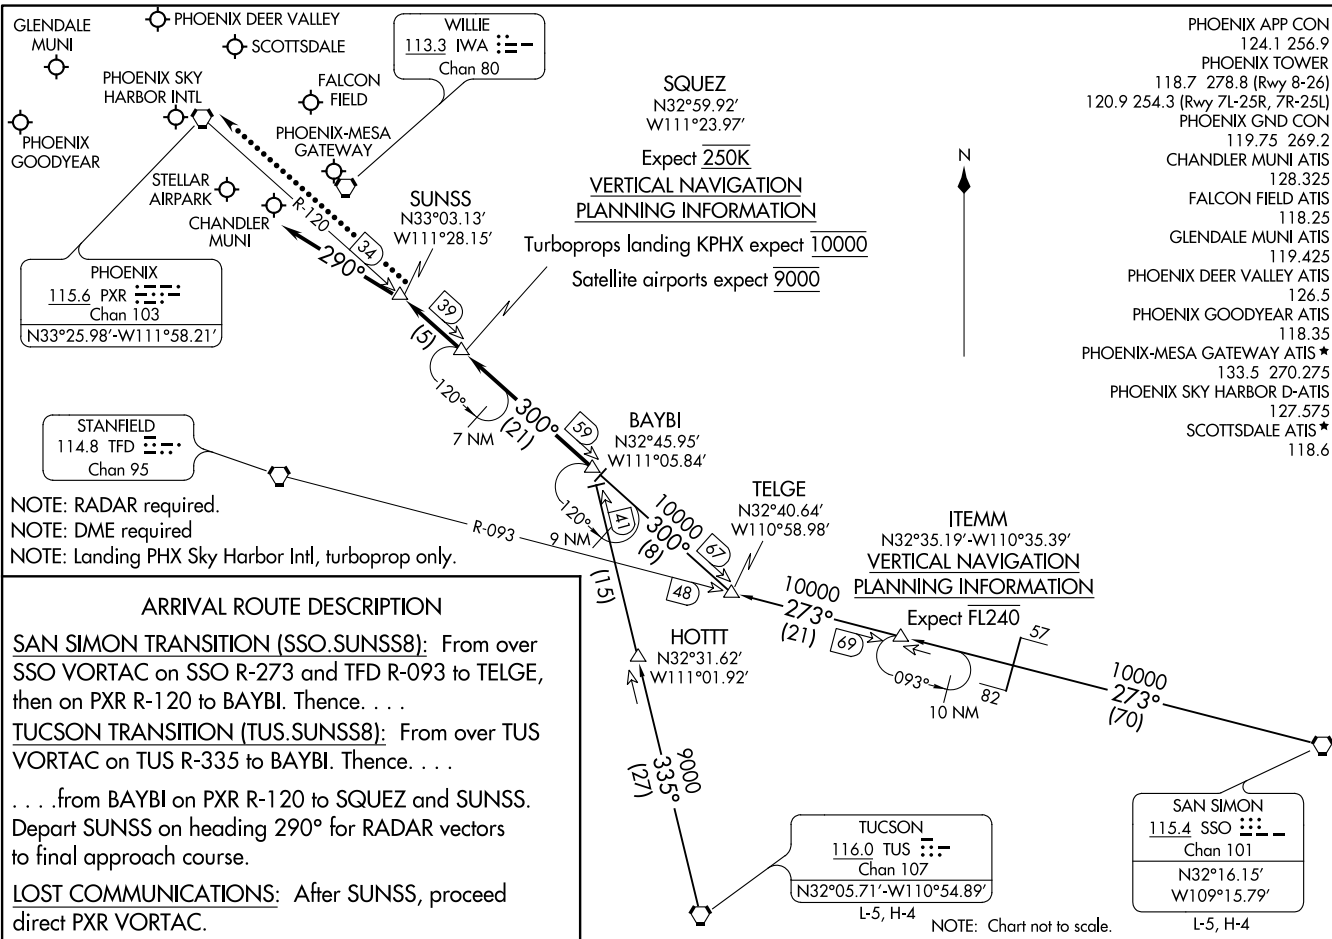 GLENDALE
MUNI
PHOENIX DEER VALLEY
SCOTTSDALE
PHOENIX SKY
HARBOR INTL
FALCON
FIELD
PHOENIX
GOODYEAR
PHOENIX-MESA
GATEWAY
STELLAR
AIRPARK
CHANDLER
MUNI
WILLIE
113.3 IWA
Chan 80
SQUEZ
N32°59.92'
W111°23.97'
Expect 250K
VERTICAL NAVIGATION
PLANNING INFORMATION
Turboprops landing KPHX expect 10000
Satellite airports expect 9000
N
PHOENIX APP CON
124.1 256.9
PHOENIX TOWER
118.7 278.8 (Rwy 8-26)
120.9 254.3 (Rwy 7L-25R, 7R-25L)
PHOENIX GND CON
119.75 269.2
CHANDLER MUNI ATIS
128.325
FALCON FIELD ATIS
118.25
GLENDALE MUNI ATIS
119.425
PHOENIX DEER VALLEY ATIS
126.5
PHOENIX GOODYEAR ATIS
118.35
PHOENIX-MESA GATEWAY ATIS ★
133.5 270.275
PHOENIX SKY HARBOR D-ATIS
127.575
SCOTTSDALE ATIS ★
118.6
SUNSS
N33°03.13'
W111°28.15'
R-120
34
290°
39
(5)
PHOENIX
115.6 PXR
Chan 103
N33°25.98'-W111°58.21'
120°
7 NM
300°
(21)
59
BAYBI
N32°45.95'
W111°05.84'
STANFIELD
114.8 TFD
Chan 95
R-093
120°
9 NM
41
10000
300°
(8)
67
TELGE
N32°40.64'
W110°58.98'
48
ITEMM
N32°35.19'-W110°35.39'
VERTICAL NAVIGATION
PLANNING INFORMATION
Expect FL240
10000
273°
(21)
69
093°
10 NM
57
82
10000
273°
(70)
(15)
HOTTT
N32°31.62'
W111°01.92'
9000
335°
(27)
NOTE: RADAR required.
NOTE: DME required
NOTE: Landing PHX Sky Harbor Intl, turboprop only.
ARRIVAL ROUTE DESCRIPTION
SAN SIMON TRANSITION (SSO.SUNSS8): From over
SSO VORTAC on SSO R-273 and TFD R-093 to TELGE,
then on PXR R-120 to BAYBI. Thence. . . .
TUCSON TRANSITION (TUS.SUNSS8): From over TUS
VORTAC on TUS R-335 to BAYBI. Thence. . . .
. . . .from BAYBI on PXR R-120 to SQUEZ and SUNSS.
Depart SUNSS on heading 290° for RADAR vectors
to final approach course.
LOST COMMUNICATIONS: After SUNSS, proceed
direct PXR VORTAC.
TUCSON
116.0 TUS
Chan 107
N32°05.71'-W110°54.89'
L-5, H-4
NOTE: Chart not to scale.
SAN SIMON
115.4 SSO
Chan 101
N32°16.15'
W109°15.79'
L-5, H-4